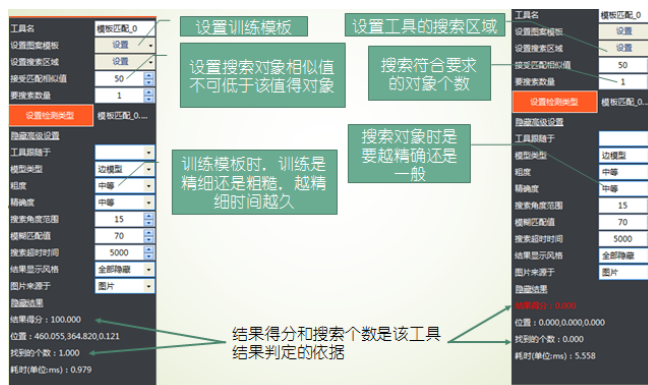 工具名 模板匹配_0
设置图案模板 设置
设置搜索区域 设置
接受匹配相似值 50
要搜索数量 1
设置检测类型 模板匹配_0....
隐藏高级设置
工具跟随于
模型类型 边模型
粗度 中等
精确度 中等
搜索角度范围 15
模糊匹配值 70
搜索超时时间 5000
结果显示风格 全部隐藏
图片来源于 图片
隐藏结果
结果得分：100.000
位置：460.055,364.820,0.121
找到的个数：1.000
耗时(单位:ms)：0.979
设置训练模板
设置搜索对象相似值
不可低于该值得对象
训练模板时，训练是
精细还是粗糙，越精
细时间越久
设置工具的搜索区域
搜索符合要求
的对象个数
搜索对象时是
要越精确还是
一般
结果得分和搜索个数是该工具
结果判定的依据
工具名 模板匹配_0
设置图案模板 设置
设置搜索区域 设置
接受匹配相似值 50
要搜索数量 1
设置检测类型 模板匹配_0...
隐藏高级设置
工具跟随于
模型类型 边模型
粗度 中等
精确度 中等
搜索角度范围 15
模糊匹配值 70
搜索超时时间 5000
结果显示风格 全部隐藏
图片来源于 图片
隐藏结果
结果得分：0.000
位置：0.000,0.000,0.000
找到的个数：0.000
耗时(单位:ms)：5.558